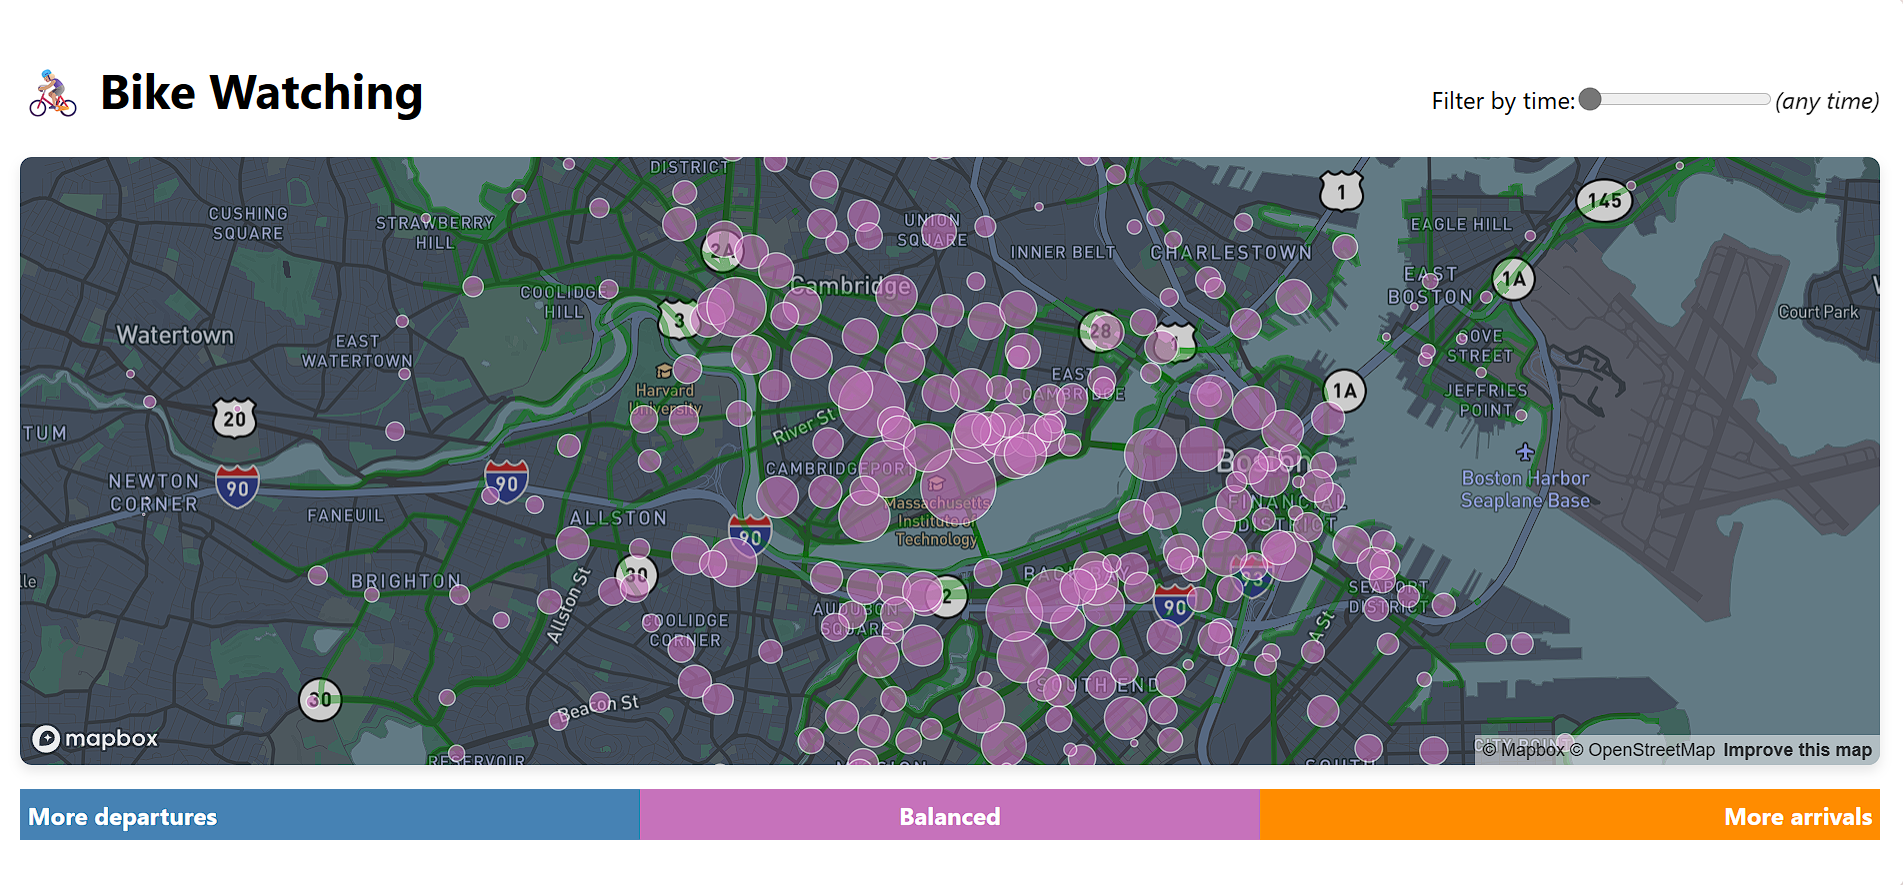 Bike Watching
Filter by time:
(any time)
DISTRICT
1
145
CUSHING
SQUARE
STRAWBERRY
HILL
UNION
SQUARE
EAGLE HILL
INNER BELT
CHARLESTOWN
2A
EAST
BOSTON
1A
Cambridge
COOLIDGE
HILL
3
Court Park
Watertown
EAST
WATERTOWN
28
1
COVE
STREET
Harvard
University
EAST
CAMBRIDGE
1A
JEFFRIES
POINT
20
TUM
River St
Boston
CAMBRIDGEPORT
NEWTON
CORNER
90
90
Massachusetts
Institute of
Technology
FINANCIAL
DISTRICT
Boston Harbor
Seaplane Base
FANEUIL
ALLSTON
90
BRIGHTON
30
BACK BAY
93
SEAPORT
DISTRICT
Allston St
2
90
AUDUBON
SQUARE
COOLIDGE
CORNER
A St
30
Beacon St
SOUTH END
mapbox
RESERVOIR
MISSION
SOUTH
CITY POINT
© Mapbox © OpenStreetMap Improve this map
More departures
Balanced
More arrivals